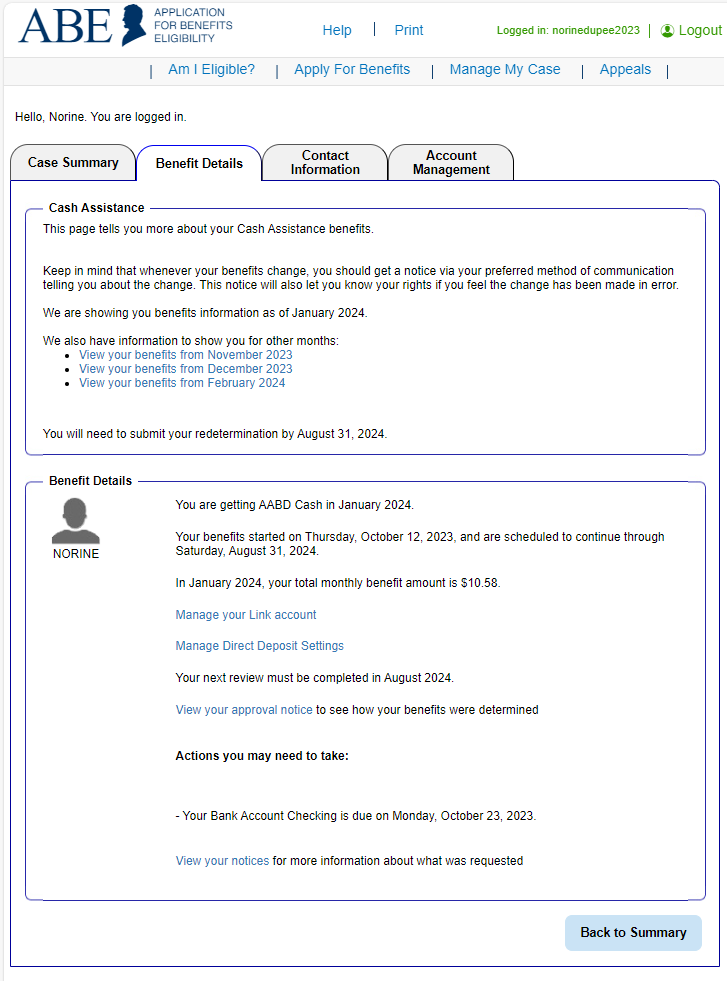 ABE APPLICATION
FOR BENEFITS
ELIGIBILITY
Help | Print
Logged in: norinedupee2023 | Logout
| Am I Eligible? | Apply For Benefits | Manage My Case | Appeals |
Hello, Norine. You are logged in.
Case Summary
Benefit Details
Contact
Information
Account
Management
Cash Assistance
This page tells you more about your Cash Assistance benefits.
Keep in mind that whenever your benefits change, you should get a notice via your preferred method of communication
telling you about the change. This notice will also let you know your rights if you feel the change has been made in error.
We are showing you benefits information as of January 2024.
We also have information to show you for other months:
• View your benefits from November 2023
• View your benefits from December 2023
• View your benefits from February 2024
You will need to submit your redetermination by August 31, 2024.
Benefit Details
NORINE
You are getting AABD Cash in January 2024.
Your benefits started on Thursday, October 12, 2023, and are scheduled to continue through
Saturday, August 31, 2024.
In January 2024, your total monthly benefit amount is $10.58.
Manage your Link account
Manage Direct Deposit Settings
Your next review must be completed in August 2024.
View your approval notice to see how your benefits were determined
Actions you may need to take:
- Your Bank Account Checking is due on Monday, October 23, 2023.
View your notices for more information about what was requested
Back to Summary